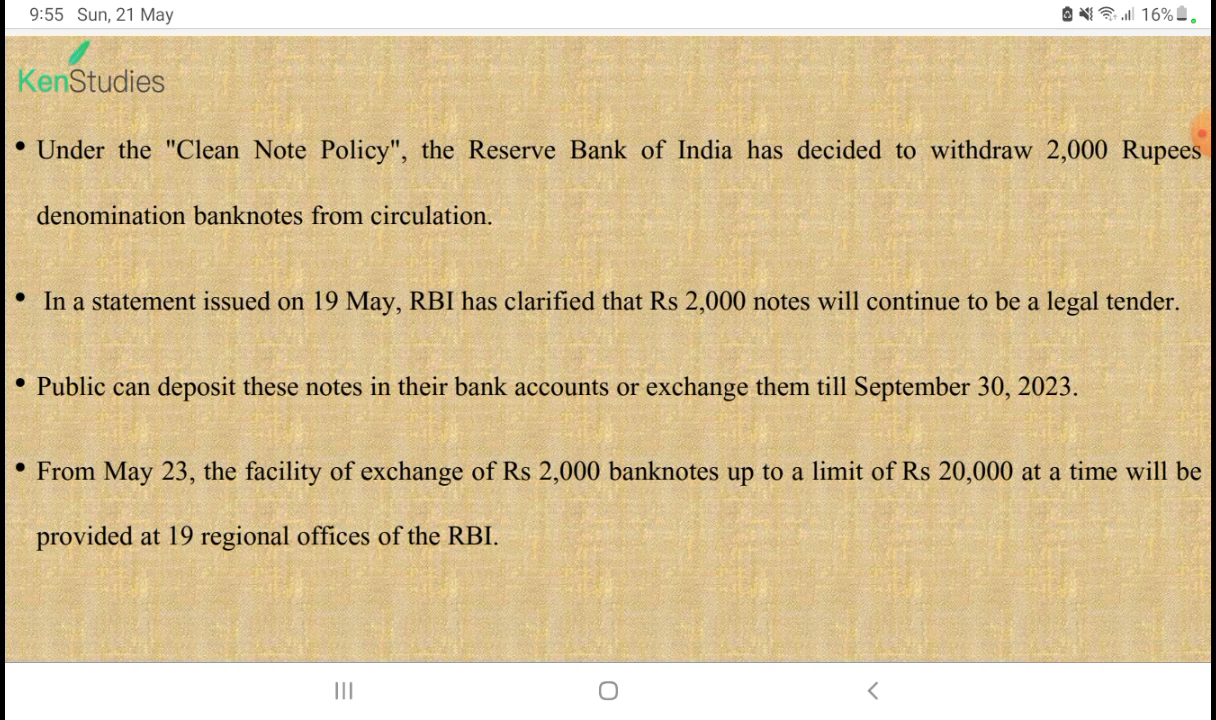 9:55 Sun, 21 May 16%
KenStudies
• Under the "Clean Note Policy", the Reserve Bank of India has decided to withdraw 2,000 Rupees
denomination banknotes from circulation.
• In a statement issued on 19 May, RBI has clarified that Rs 2,000 notes will continue to be a legal tender.
• Public can deposit these notes in their bank accounts or exchange them till September 30, 2023.
• From May 23, the facility of exchange of Rs 2,000 banknotes up to a limit of Rs 20,000 at a time will be
provided at 19 regional offices of the RBI.